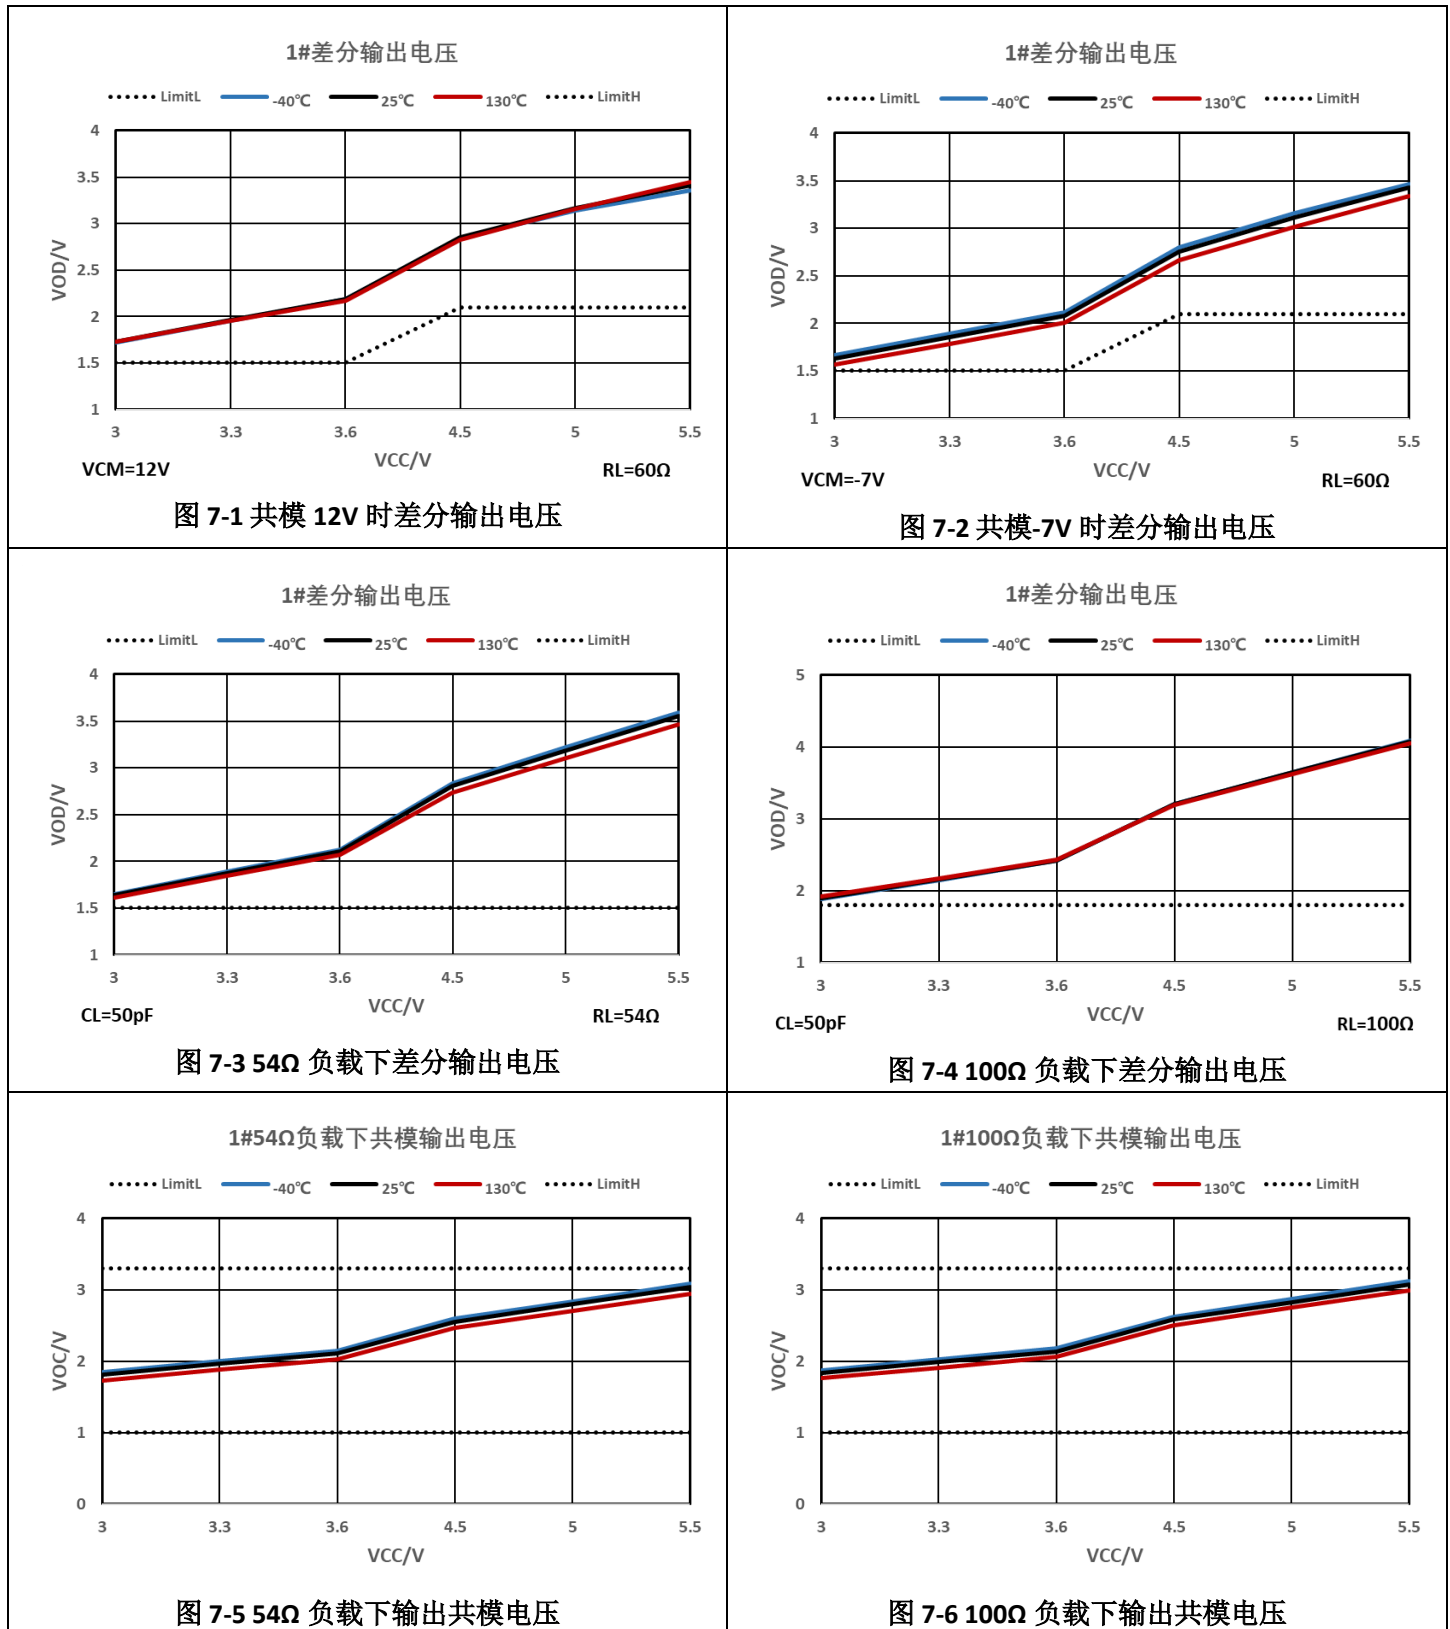 1#差分输出电压
LimitL -40℃ 25℃ 130℃ LimitH
4
3.5
3
2.5
2
1.5
1
VOD/V
3 3.3 3.6 4.5 5 5.5
VCC/V
VCM=12V RL=60Ω
图 7-1 共模 12V 时差分输出电压
1#差分输出电压
LimitL -40℃ 25℃ 130℃ LimitH
4
3.5
3
2.5
2
1.5
1
VOD/V
3 3.3 3.6 4.5 5 5.5
VCC/V
VCM=-7V RL=60Ω
图 7-2 共模-7V 时差分输出电压
1#差分输出电压
LimitL -40℃ 25℃ 130℃ LimitH
4
3.5
3
2.5
2
1.5
1
VOD/V
3 3.3 3.6 4.5 5 5.5
VCC/V
CL=50pF RL=54Ω
图 7-3 54Ω 负载下差分输出电压
1#差分输出电压
LimitL -40℃ 25℃ 130℃ LimitH
5
4
3
2
1
VOD/V
3 3.3 3.6 4.5 5 5.5
VCC/V
CL=50pF RL=100Ω
图 7-4 100Ω 负载下差分输出电压
1#54Ω负载下共模输出电压
LimitL -40℃ 25℃ 130℃ LimitH
4
3
2
1
0
VOC/V
3 3.3 3.6 4.5 5 5.5
VCC/V
图 7-5 54Ω 负载下输出共模电压
1#100Ω负载下共模输出电压
LimitL -40℃ 25℃ 130℃ LimitH
4
3
2
1
0
VOC/V
3 3.3 3.6 4.5 5 5.5
VCC/V
图 7-6 100Ω 负载下输出共模电压